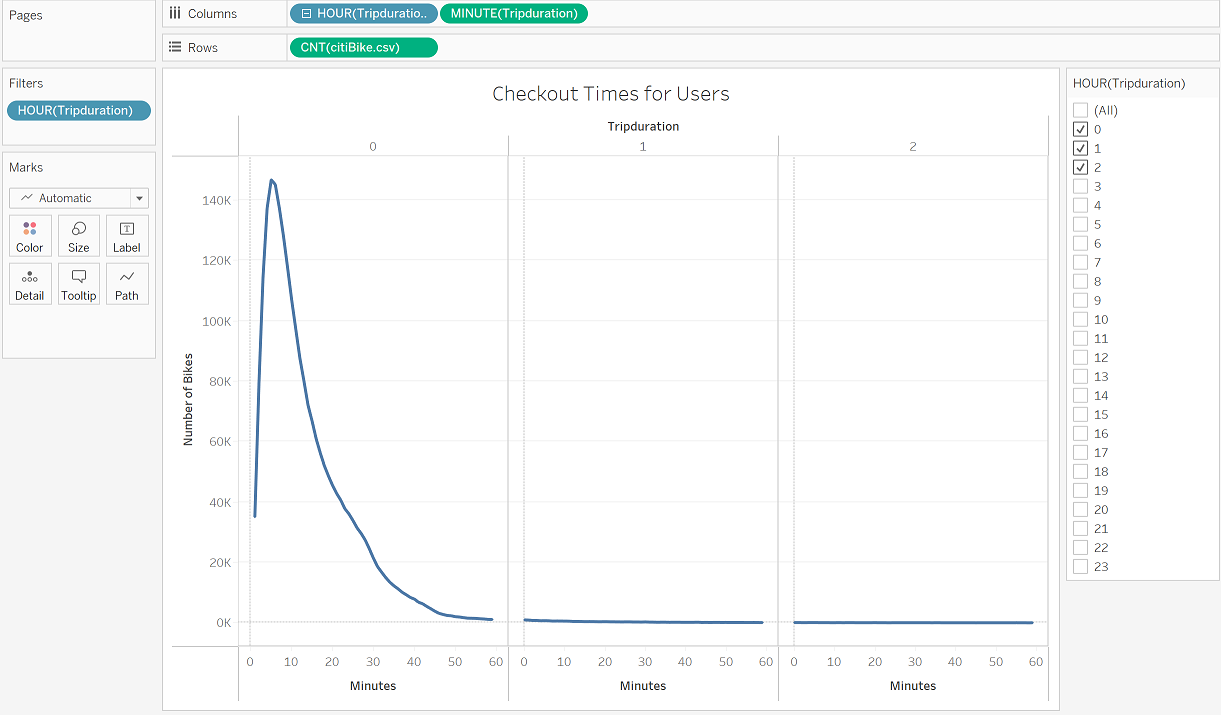 Pages
Columns
HOUR(Tripduratio..
MINUTE(Tripduration)
Rows
CNT(citiBike.csv)
Filters
HOUR(Tripduration)
Marks
Automatic
Color
Size
Label
Detail
Tooltip
Path
Checkout Times for Users
Tripduration
0
1
2
Number of Bikes
140K
120K
100K
80K
60K
40K
20K
0K
0 10 20 30 40 50 60
0 10 20 30 40 50 60
0 10 20 30 40 50 60
Minutes
Minutes
Minutes
HOUR(Tripduration)
(All)
0
1
2
3
4
5
6
7
8
9
10
11
12
13
14
15
16
17
18
19
20
21
22
23